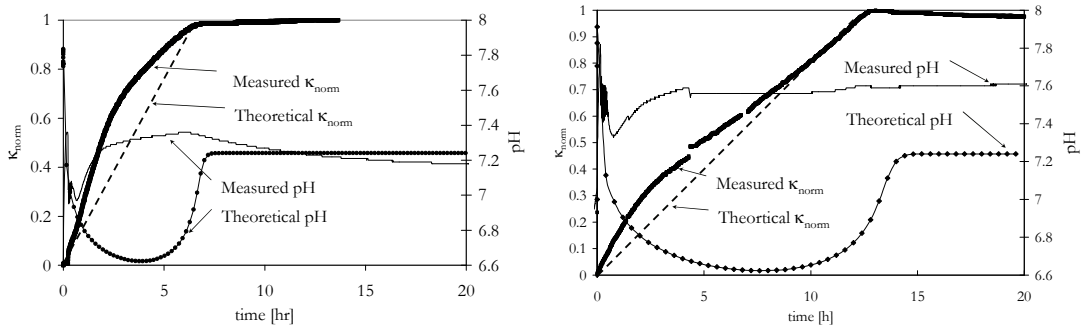 1
0.8
0.6
0.4
0.2
0
κnorm
8
7.8
7.6
7.4
7.2
7
6.8
6.6
pH
Measured κnorm
Theoretical κnorm
Measured pH
Theoretical pH
0 5 10 15 20
time [hr]
1
0.9
0.8
0.7
0.6
0.5
0.4
0.3
0.2
0.1
0
κnorm
8
7.8
7.6
7.4
7.2
7
6.8
6.6
pH
Measured pH
Theoretical pH
Measured κnorm
Theortical κnorm
0 5 10 15 20
time [h]